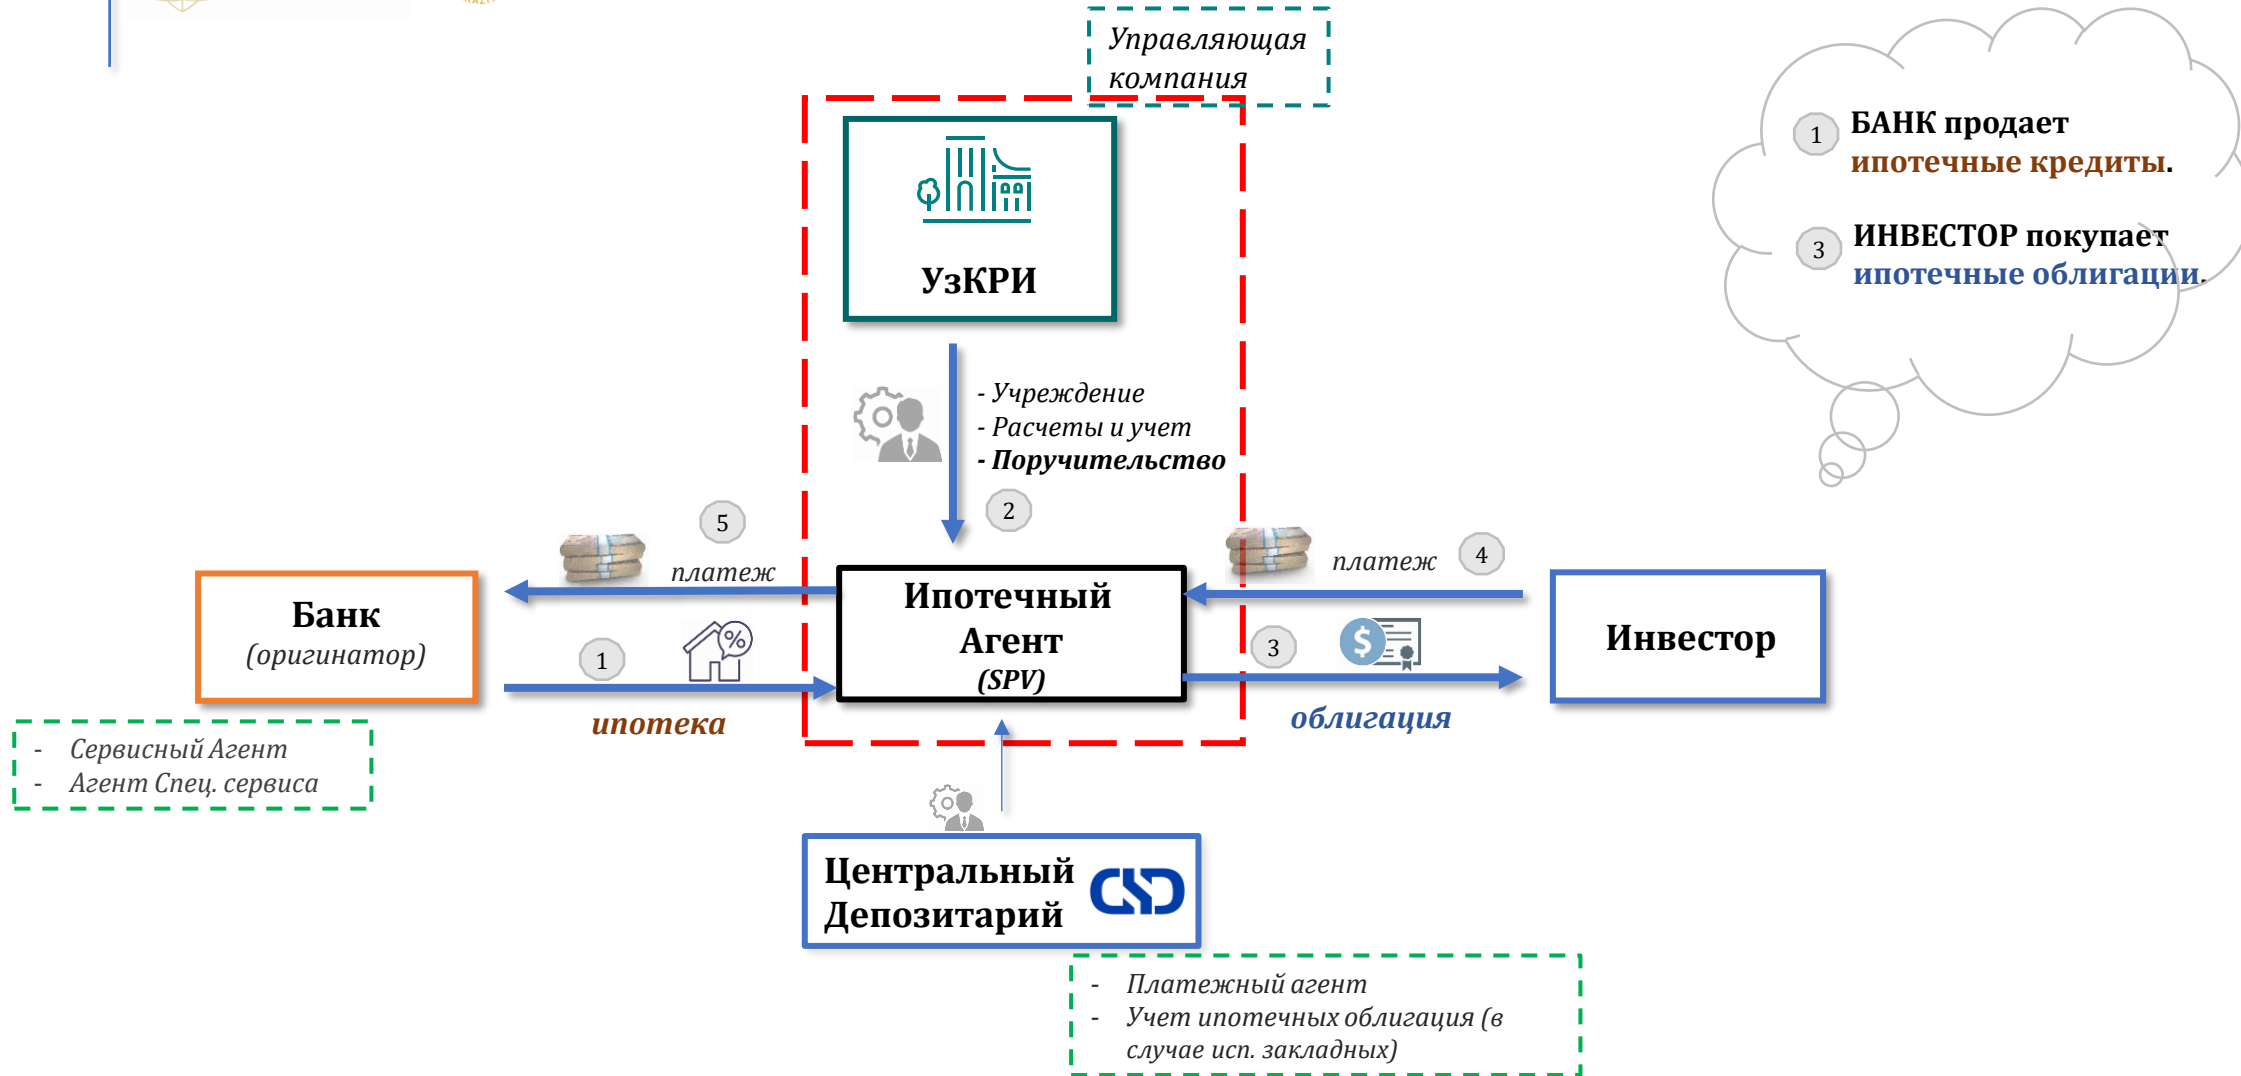 Управляющая
компания
1
БАНК продает
ипотечные кредиты.
3
ИНВЕСТОР покупает
ипотечные облигации.
УзКРИ
- Учреждение
- Расчеты и учет
- Поручительство
2
5
платеж
платеж
4
Банк
(оригинатор)
Ипотечный
Агент
(SPV)
Инвестор
1
ипотека
3
$
%
облигация
- Сервисный Агент
- Агент Спец. сервиса
Центральный
Депозитарий
CSD
- Платежный агент
- Учет ипотечных облигация (в
случае исп. закладных)